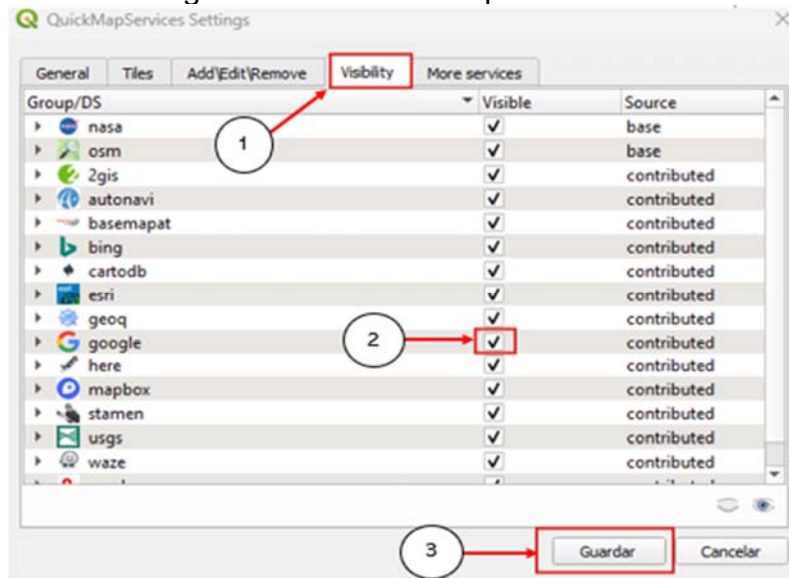 QuickMapServices Settings
General Tiles Add\Edit\Remove Visibility More services
Group/DS Visible Source
nasa base
osm base
2gis contributed
autonavi contributed
basemapat contributed
bing contributed
cartodb contributed
esri contributed
geoq contributed
google contributed
here contributed
mapbox contributed
stamen contributed
usgs contributed
waze contributed
1
2
3
Guardar Cancelar